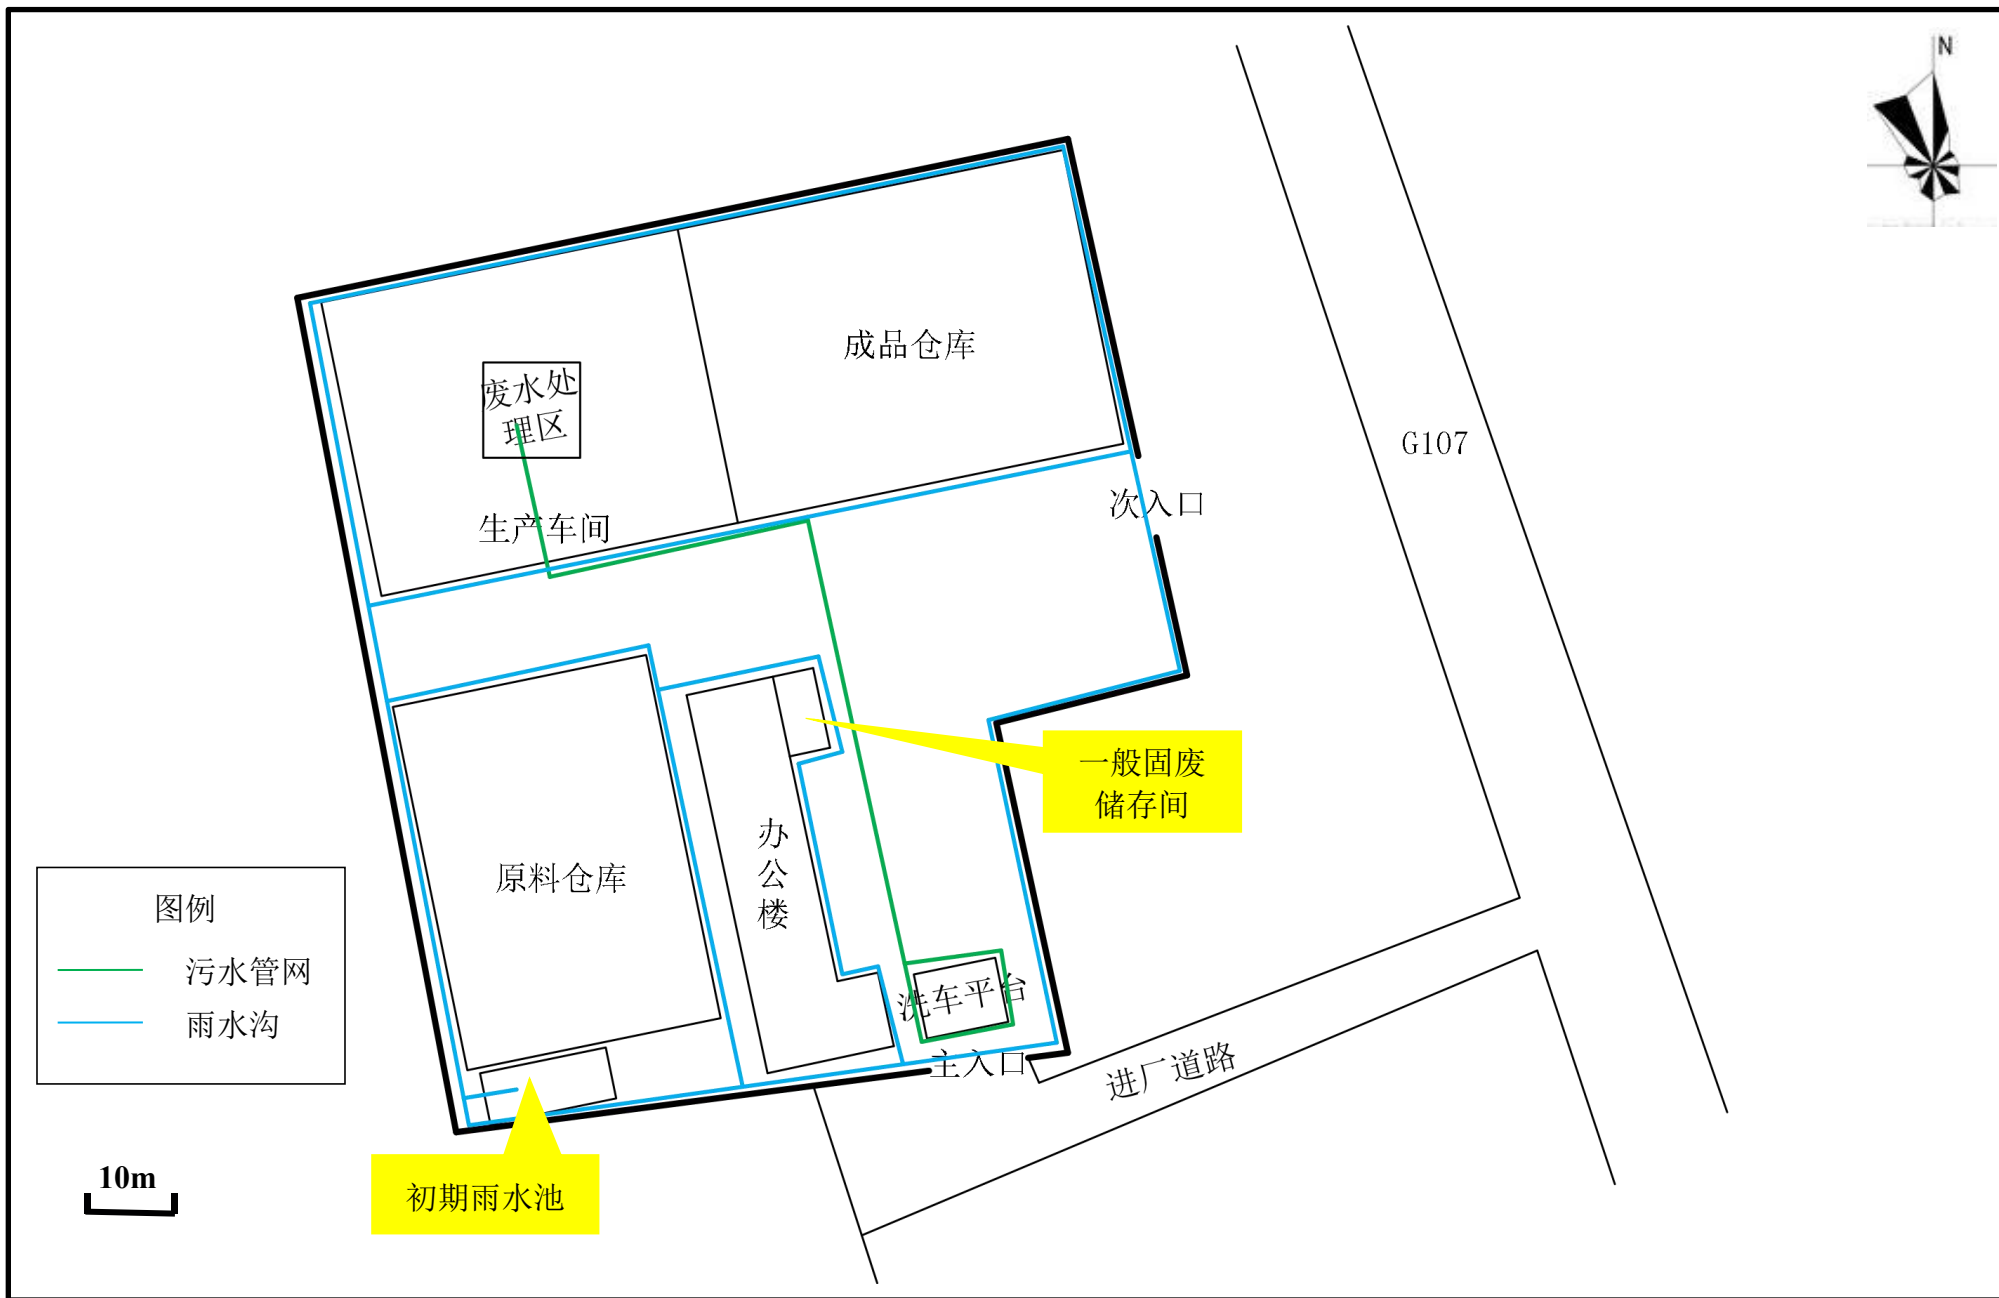 N
成品仓库
废水处
理区
G107
次入口
生产车间
一般固废
储存间
办
公
楼
原料仓库
图例
污水管网
雨水沟
洗车平台
主入口
进厂道路
10m
初期雨水池